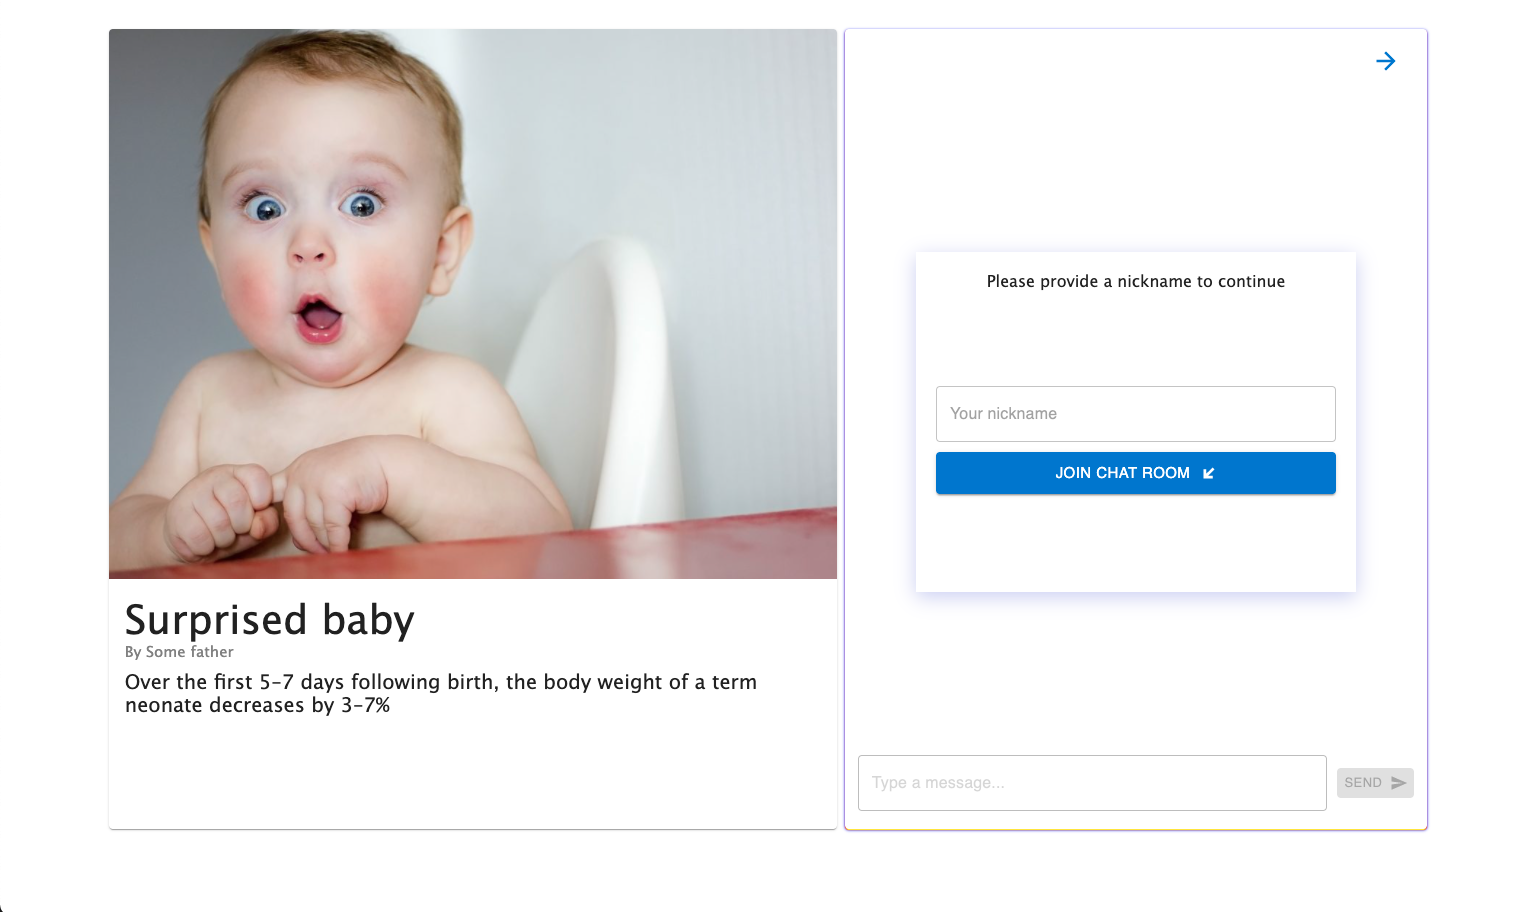 Surprised baby
By Some father
Over the first 5–7 days following birth, the body weight of a term
neonate decreases by 3–7%
Please provide a nickname to continue
Your nickname
JOIN CHAT ROOM
Type a message...
SEND